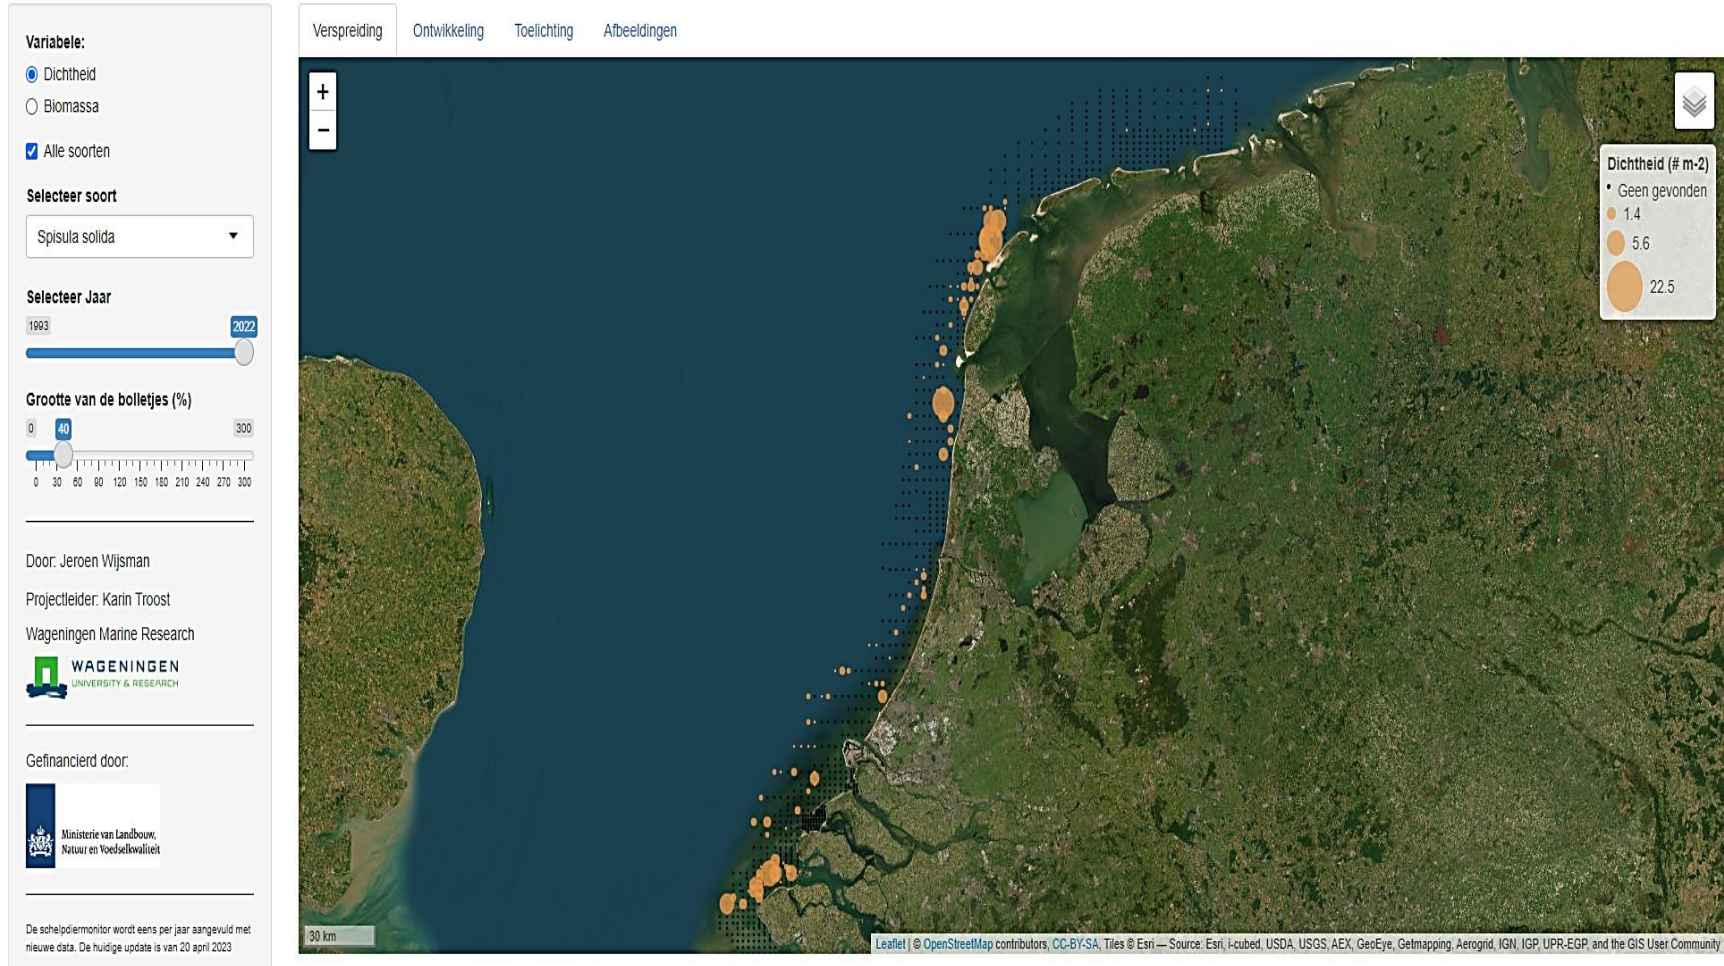 Variabele:
Dichtheid
Biomassa
Alle soorten
Selecteer soort
Spisula solida
Selecteer Jaar
1993
2022
Grootte van de bolletjes (%)
0
40
300
0 30 60 90 120 150 180 210 240 270 300
Door: Jeroen Wijsman
Projectleider: Karin Troost
Wageningen Marine Research
WAGENINGEN
UNIVERSITY & RESEARCH
Gefinancierd door:
Ministerie van Landbouw,
Natuur en Voedselkwaliteit
De schelpdiermonitor wordt eens per jaar aangevuld met
nieuwe data. De huidige update is van 20 april 2023
Verspreiding Ontwikkeling Toelichting Afbeeldingen
+
−
Dichtheid (# m-2)
Geen gevonden
1.4
5.6
22.5
30 km
Leaflet | © OpenStreetMap contributors, CC-BY-SA, Tiles © Esri — Source: Esri, i-cubed, USDA, USGS, AEX, GeoEye, Getmapping, Aerogrid, IGN, IGP, UPR-EGP, and the GIS User Community